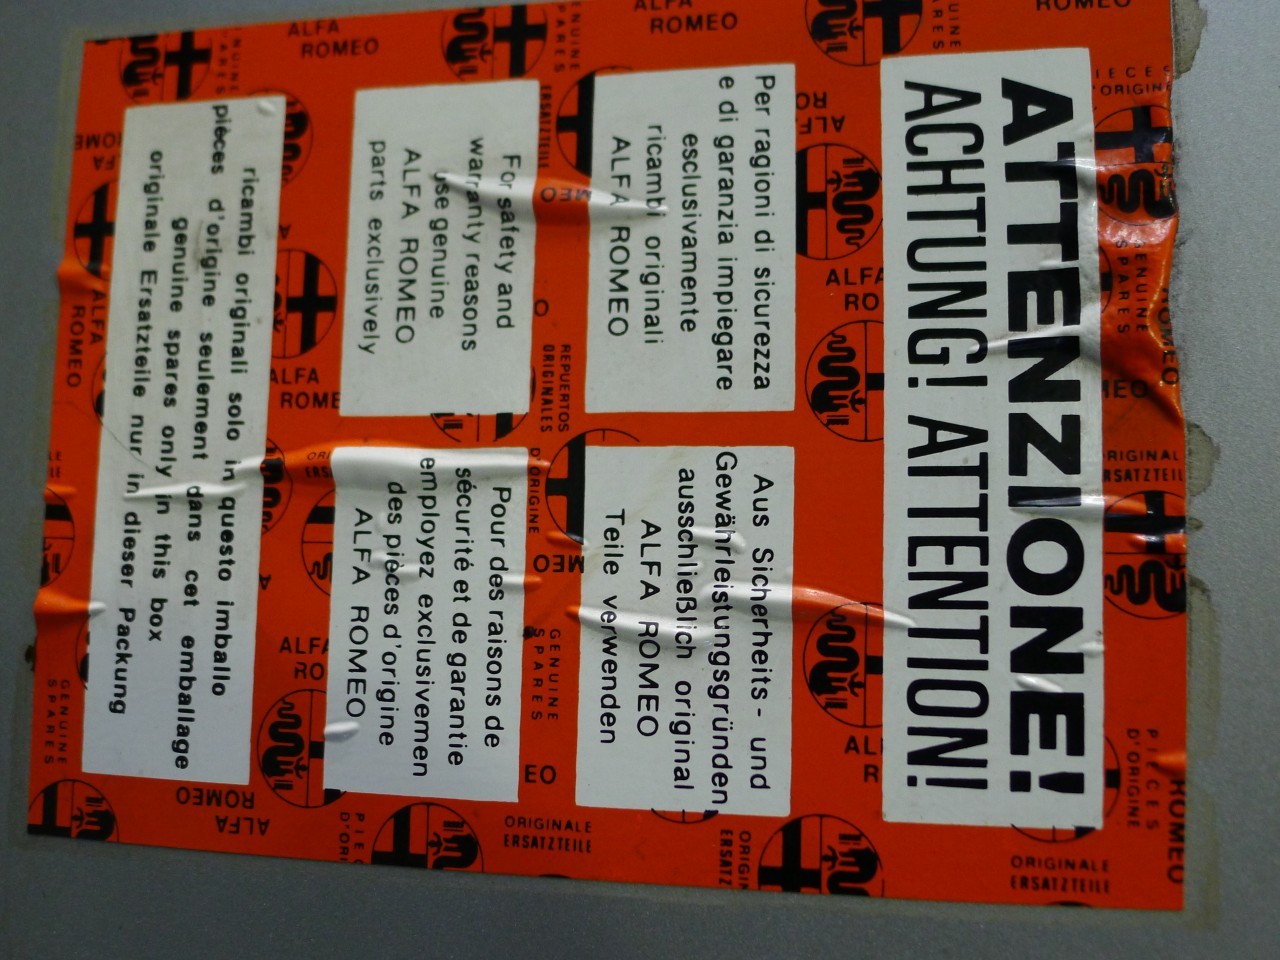 ATTENZIONE!
ACHTUNG! ATTENTION!
Per ragioni di sicurezza
e di garanzia impiegare
esclusivamente
ricambi originali
ALFA ROMEO
Aus Sicherheits - und
Gewährleistungsgründen
ausschließlich original
ALFA ROMEO
Teile verwenden
For safety and
warranty reasons
use genuine
ALFA ROMEO
parts exclusively
Pour des raisons de
sécurité et de garantie
employez exclusivemen
des pièces d'origine
ALFA ROMEO
ricambi originali solo in questo imballo
pièces d'origine seulement dans cet emballage
genuine spares only in this box
originale Ersatzteile nur in dieser Packung
ALFA
ROMEO
GENUINE
SPARES
ORIGINALE
ERSATZTEILE
PIECES
D'ORIGINE
REPUERTOS
ORIGINALES